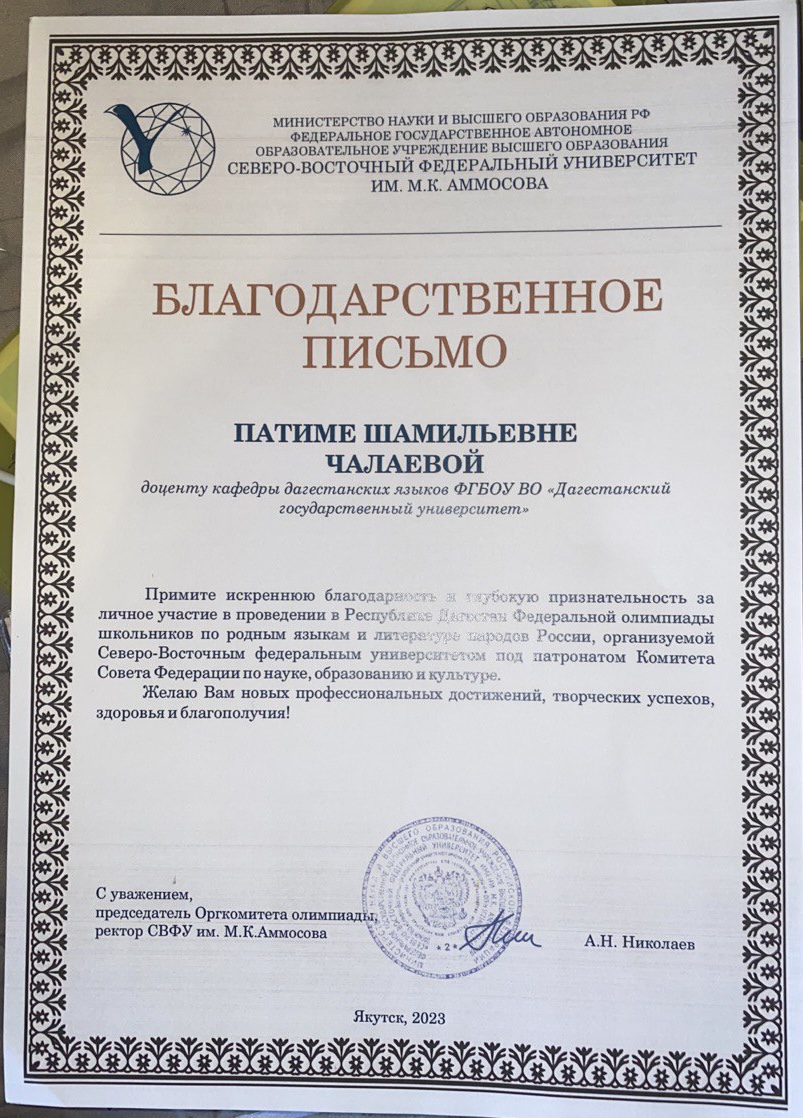 МИНИСТЕРСТВО НАУКИ И ВЫСШЕГО ОБРАЗОВАНИЯ РФ
ФЕДЕРАЛЬНОЕ ГОСУДАРСТВЕННОЕ АВТОНОМНОЕ
ОБРАЗОВАТЕЛЬНОЕ УЧРЕЖДЕНИЕ ВЫСШЕГО ОБРАЗОВАНИЯ
СЕВЕРО-ВОСТОЧНЫЙ ФЕДЕРАЛЬНЫЙ УНИВЕРСИТЕТ
ИМ. М.К. АММОСОВА
БЛАГОДАРСТВЕННОЕ
ПИСЬМО
ПАТИМЕ ШАМИЛЬЕВНЕ
ЧАЛАЕВОЙ
доценту кафедры дагестанских языков ФГБОУ ВО «Дагестанский
государственный университет»
Примите искреннюю благодарность и глубокую признательность за
личное участие в проведении в Республике Дагестан Федеральной олимпиады
школьников по родным языкам и литературе народов России, организуемой
Северо-Восточным федеральным университетом под патронатом Комитета
Совета Федерации по науке, образованию и культуре.
Желаю Вам новых профессиональных достижений, творческих успехов,
здоровья и благополучия!
С уважением,
председатель Оргкомитета олимпиады,
ректор СВФУ им. М.К.Аммосова
А.Н. Николаев
Якутск, 2023